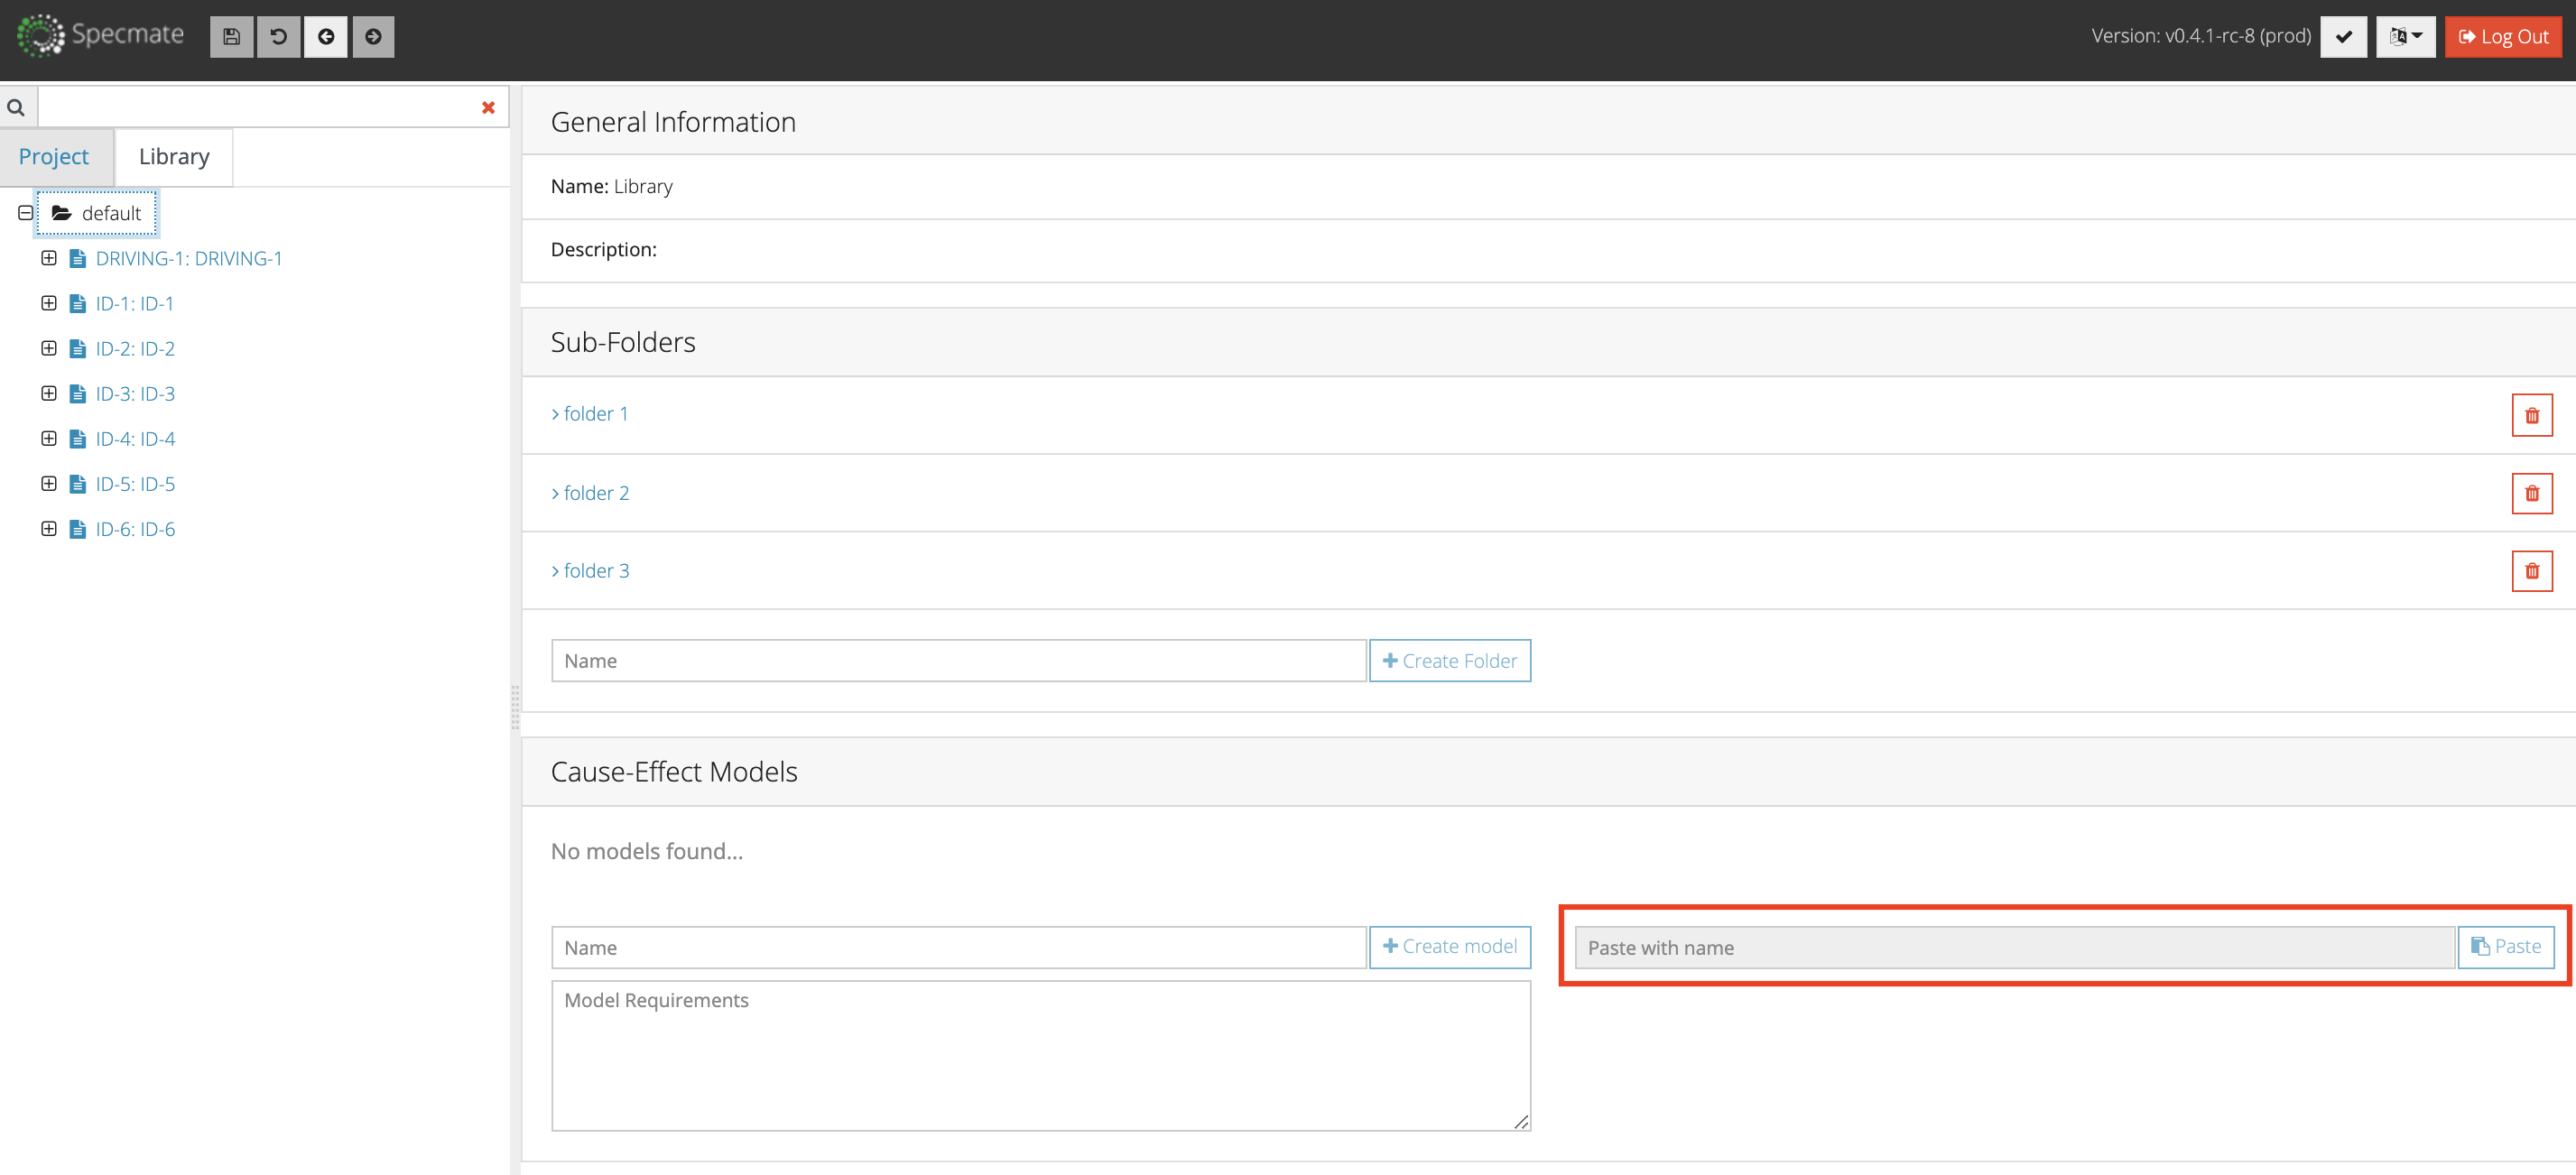 Specmate
Version: v0.4.1-rc-8 (prod)
Log Out
Project
Library
default
DRIVING-1: DRIVING-1
ID-1: ID-1
ID-2: ID-2
ID-3: ID-3
ID-4: ID-4
ID-5: ID-5
ID-6: ID-6
General Information
Name: Library
Description:
Sub-Folders
folder 1
folder 2
folder 3
Name
Create Folder
Cause-Effect Models
No models found...
Name
Create model
Paste with name
Paste
Model Requirements